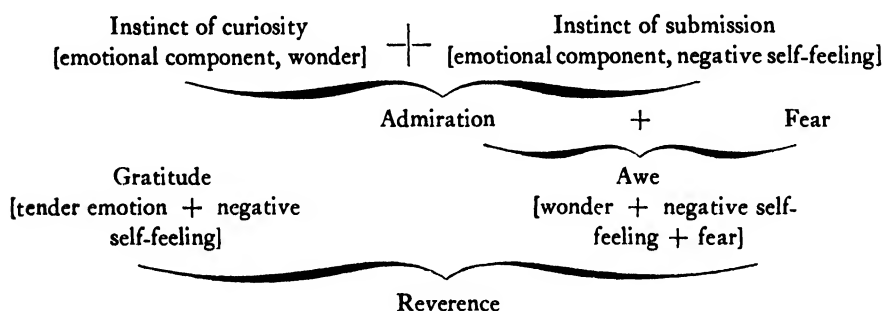 Instinct of curiosity + Instinct of submission
[emotional component, wonder] [emotional component, negative self-feeling]
Admiration + Fear
Gratitude Awe
[tender emotion + negative [wonder + negative self-
self-feeling] feeling + fear]
Reverence